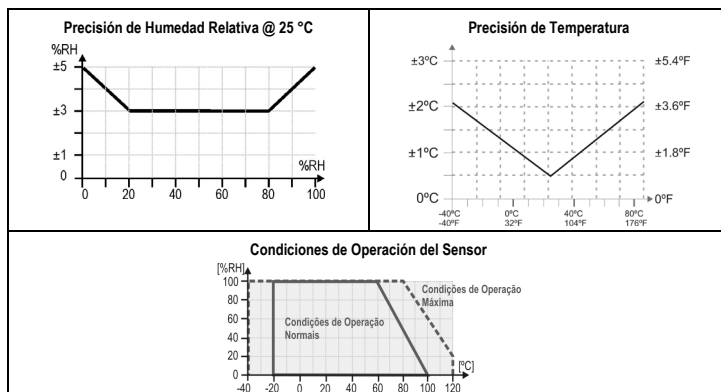 Precisión de Humedad Relativa @ 25 °C
%RH
±5
±3
±1
0
%RH
0 20 40 60 80 100
Precisión de Temperatura
±3ºC ±5.4ºF
±2ºC ±3.6ºF
±1ºC ±1.8ºF
0ºC 0ºF
-40ºC 0ºC 40ºC 80ºC
-40ºF 32ºF 104ºF 176ºF
Condiciones de Operación del Sensor
[%RH]
100
80
60
40
20
0
Condições de Operação
Máxima
Condições de Operação
Normais
[ºC]
-40 -20 0 20 40 60 80 100 120